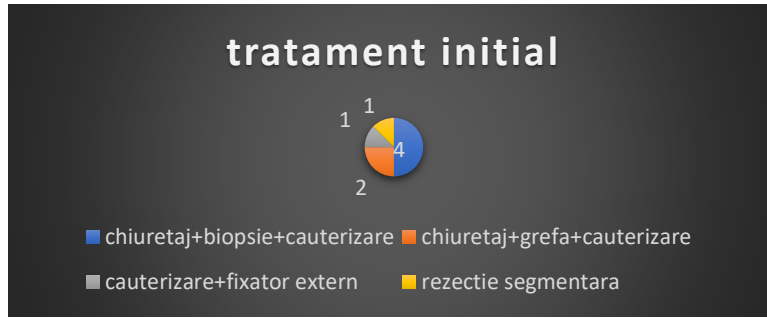 tratament initial
1
1
4
2
chiuretaj+biopsie+cauterizare
chiuretaj+grefa+cauterizare
cauterizare+fixator extern
rezectie segmentara